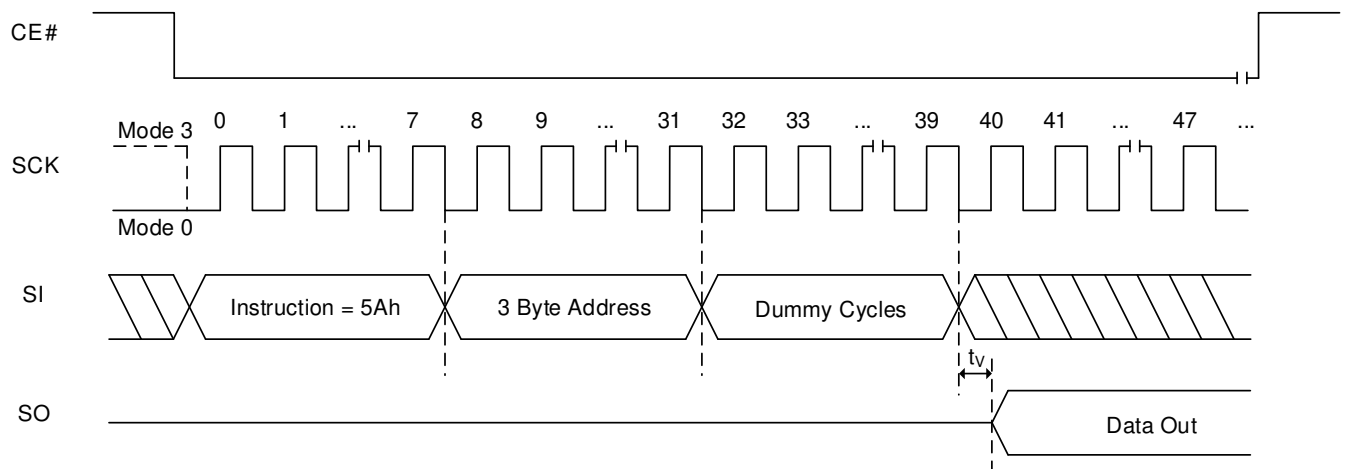 CE#
0 1 ... 7 8 9 ... 31 32 33 ... 39 40 41 ... 47 ...
Mode 3
SCK
Mode 0
SI
Instruction = 5Ah
3 Byte Address
Dummy Cycles
tV
SO
Data Out